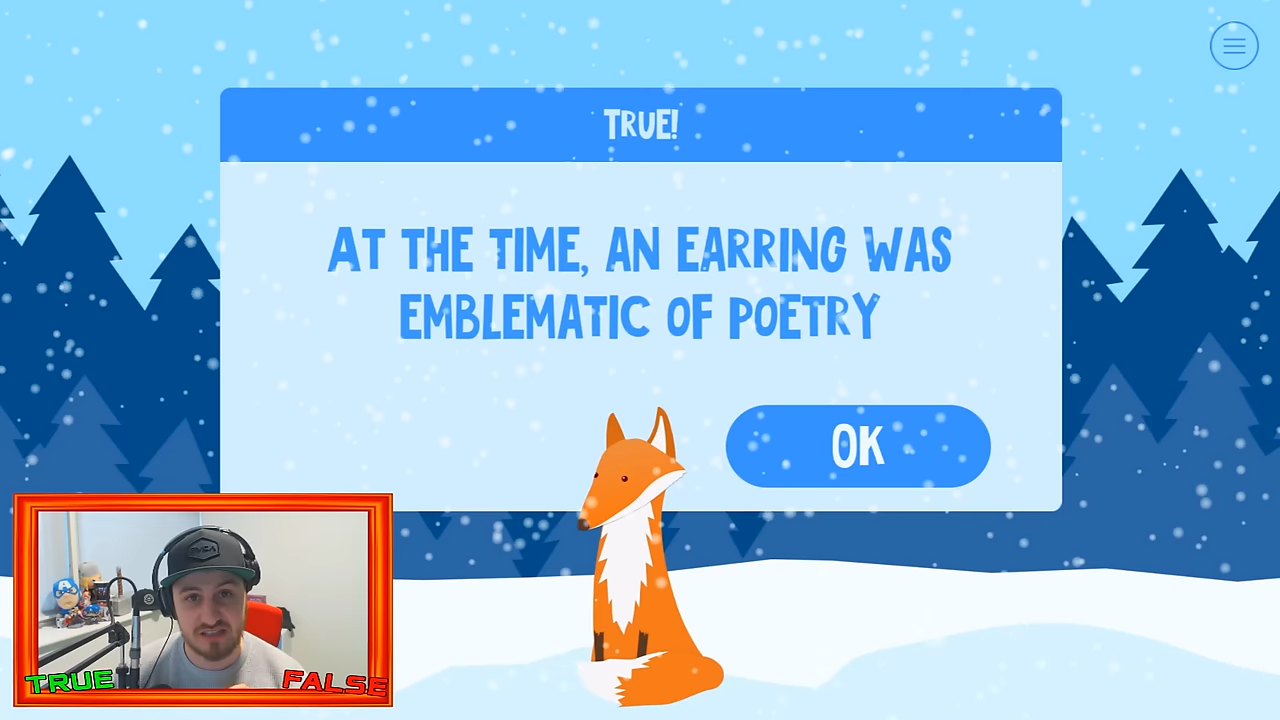 TRUE!
AT THE TIME, AN EARRING WAS
EMBLEMATIC OF POETRY
OK
TRUE
FALSE